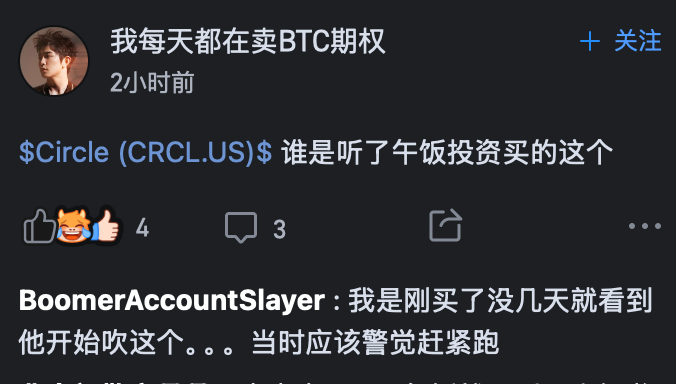 我每天都在卖BTC期权
关注
2小时前
$Circle (CRCL.US)$ 谁是听了午饭投资买的这个
4
3
BoomerAccountSlayer : 我是刚买了没几天就看到
他开始吹这个。。。当时应该警觉赶紧跑